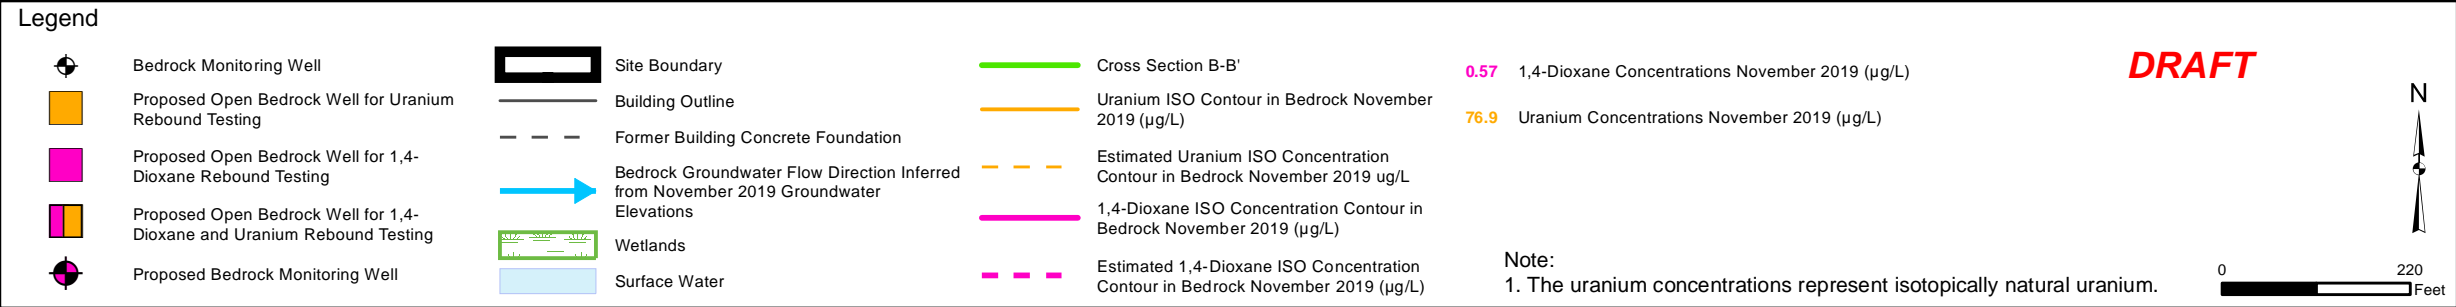 Legend
Bedrock Monitoring Well
Proposed Open Bedrock Well for Uranium
Rebound Testing
Proposed Open Bedrock Well for 1,4-
Dioxane Rebound Testing
Proposed Open Bedrock Well for 1,4-
Dioxane and Uranium Rebound Testing
Proposed Bedrock Monitoring Well
Site Boundary
Building Outline
Former Building Concrete Foundation
Bedrock Groundwater Flow Direction Inferred
from November 2019 Groundwater
Elevations
Wetlands
Surface Water
Cross Section B-B'
Uranium ISO Contour in Bedrock November
2019 (µg/L)
Estimated Uranium ISO Concentration
Contour in Bedrock November 2019 ug/L
1,4-Dioxane ISO Concentration Contour in
Bedrock November 2019 (µg/L)
Estimated 1,4-Dioxane ISO Concentration
Contour in Bedrock November 2019 (µg/L)
0.57 1,4-Dioxane Concentrations November 2019 (µg/L)
76.9 Uranium Concentrations November 2019 (µg/L)
Note:
1. The uranium concentrations represent isotopically natural uranium.
DRAFT
N
0 220
Feet